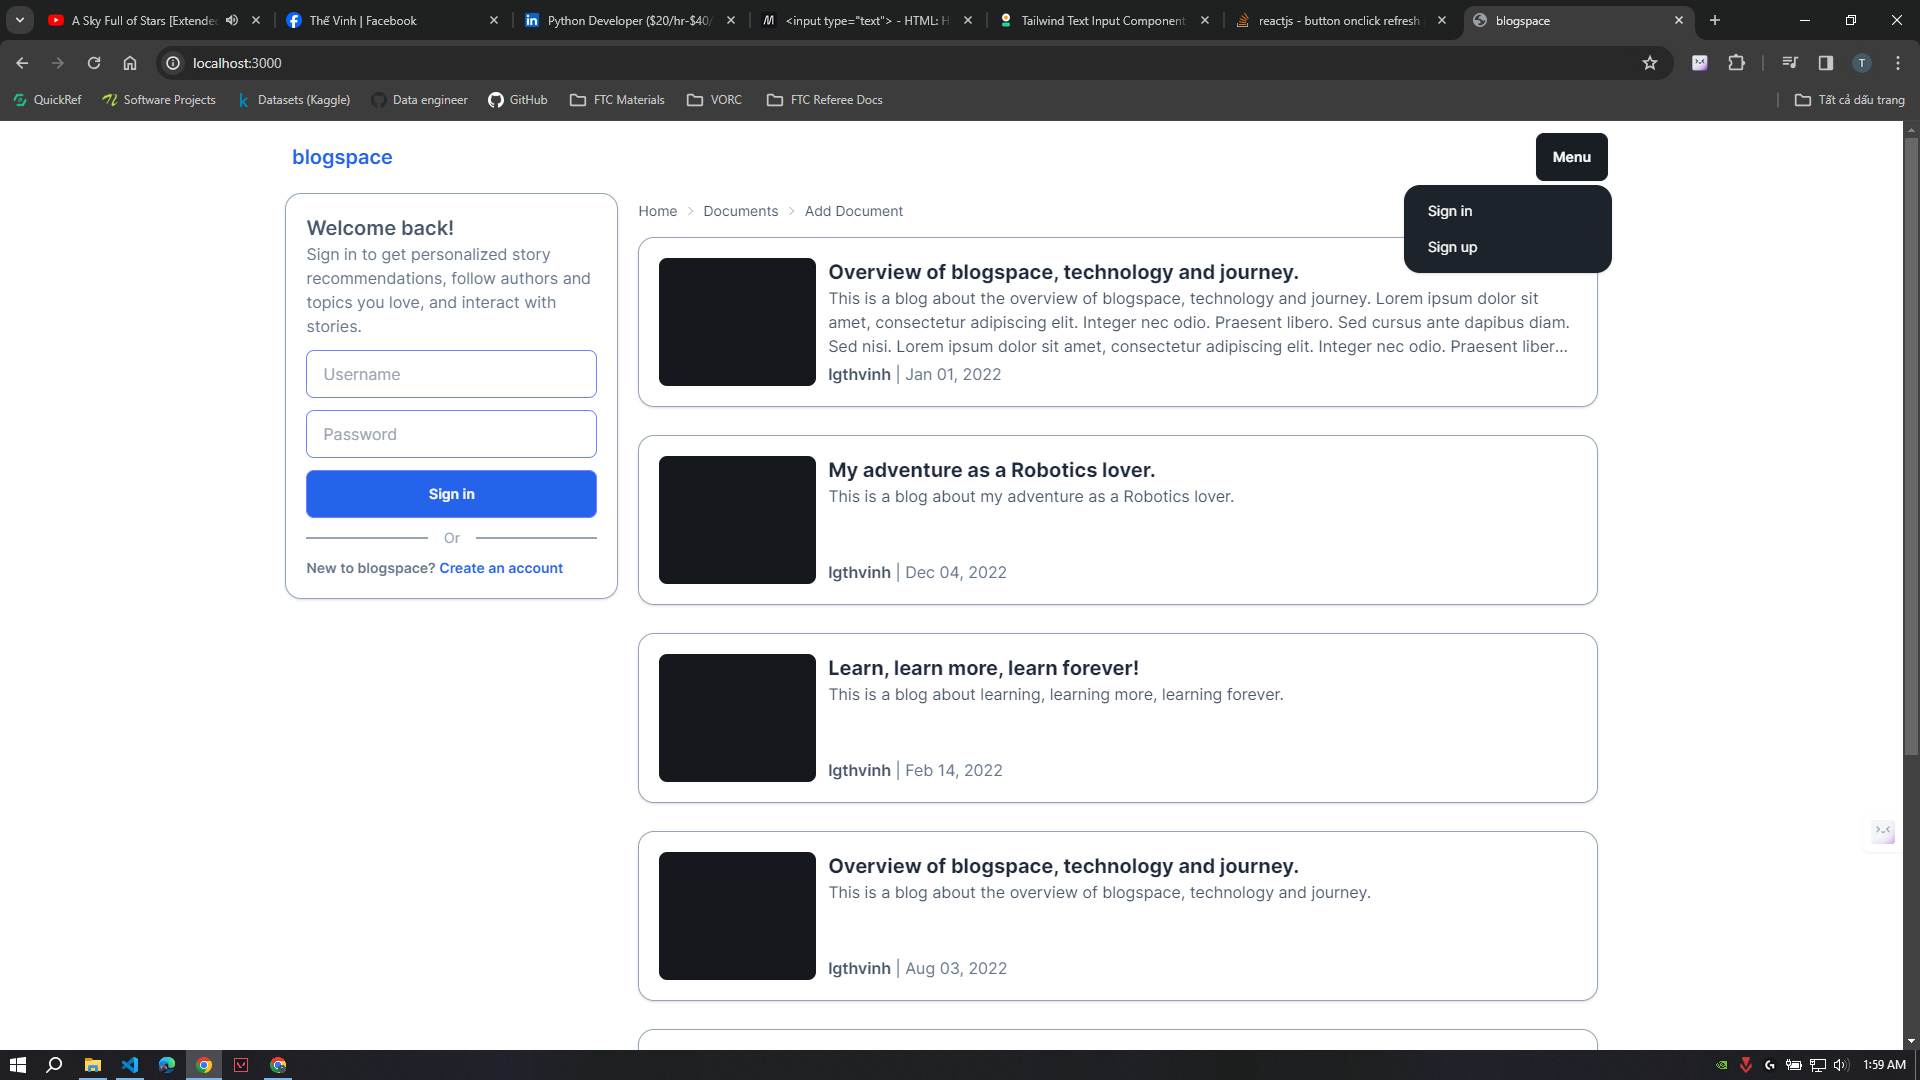 A Sky Full of Stars [Extended
Thế Vinh | Facebook
Python Developer ($20/hr-$40/
<input type="text"> - HTML: H
Tailwind Text Input Component
reactjs - button onclick refresh
blogspace
localhost:3000
T
QuickRef
Software Projects
Datasets (Kaggle)
Data engineer
GitHub
FTC Materials
VORC
FTC Referee Docs
Tất cả dấu trang
blogspace
Menu
Sign in
Sign up
Welcome back!
Sign in to get personalized story
recommendations, follow authors and
topics you love, and interact with
stories.
Username
Password
Sign in
Or
New to blogspace? Create an account
Home > Documents > Add Document
Overview of blogspace, technology and journey.
This is a blog about the overview of blogspace, technology and journey. Lorem ipsum dolor sit
amet, consectetur adipiscing elit. Integer nec odio. Praesent libero. Sed cursus ante dapibus diam.
Sed nisi. Lorem ipsum dolor sit amet, consectetur adipiscing elit. Integer nec odio. Praesent liber...
lgthvinh | Jan 01, 2022
My adventure as a Robotics lover.
This is a blog about my adventure as a Robotics lover.
lgthvinh | Dec 04, 2022
Learn, learn more, learn forever!
This is a blog about learning, learning more, learning forever.
lgthvinh | Feb 14, 2022
Overview of blogspace, technology and journey.
This is a blog about the overview of blogspace, technology and journey.
lgthvinh | Aug 03, 2022
1:59 AM